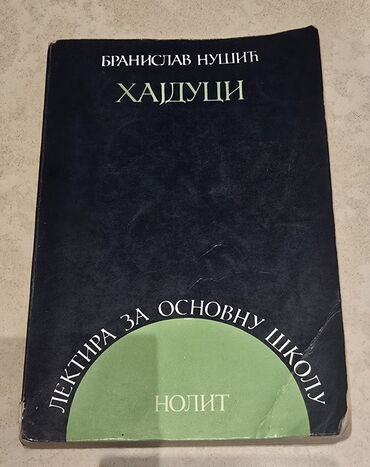 БРАНИСЛАВ НУШИЋ
ХАЈДУЦИ
ЛЕКТИРА ЗА ОСНОВНУ ШКОЛУ
НОЛИТ